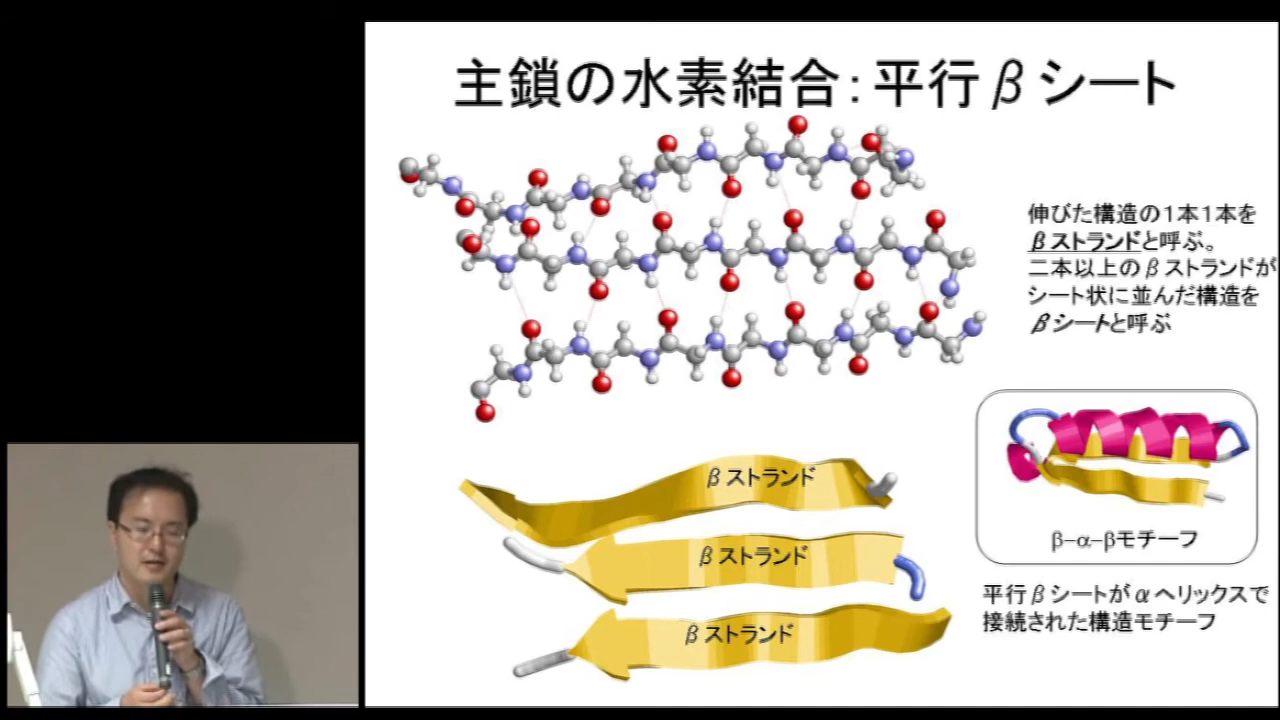 主鎖の水素結合:平行βシート
伸びた構造の1本1本を
βストランドと呼ぶ。
二本以上のβストランドが
シート状に並んだ構造を
βシートと呼ぶ
βストランド
βストランド
βストランド
β-α-βモチーフ
平行βシートがαヘリックスで
接続された構造モチーフ